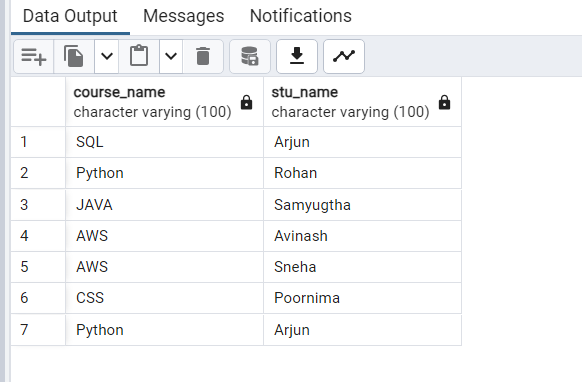 Data Output Messages Notifications
course_name stu_name
character varying (100) character varying (100)
1 SQL Arjun
2 Python Rohan
3 JAVA Samyugtha
4 AWS Avinash
5 AWS Sneha
6 CSS Poornima
7 Python Arjun